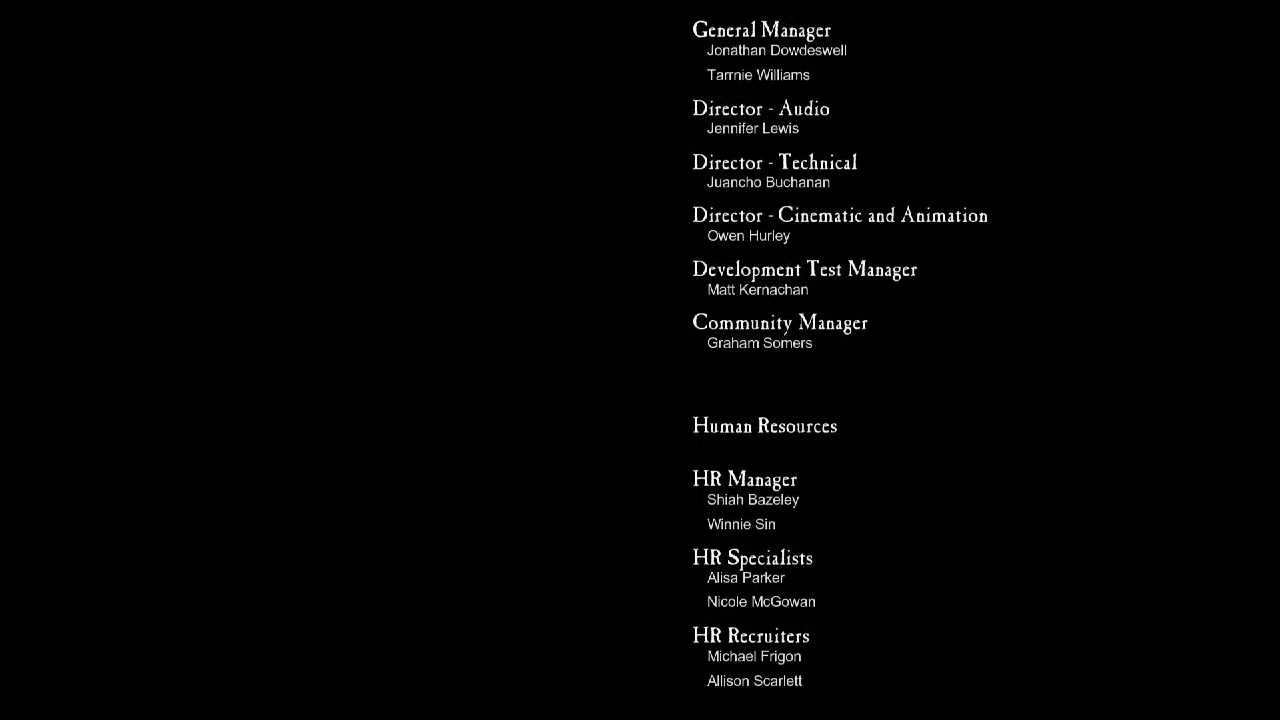 General Manager
Jonathan Dowdeswell
Tarrnie Williams
Director - Audio
Jennifer Lewis
Director - Technical
Juancho Buchanan
Director - Cinematic and Animation
Owen Hurley
Development Test Manager
Matt Kernachan
Community Manager
Graham Somers
Human Resources
HR Manager
Shiah Bazeley
Winnie Sin
HR Specialists
Alisa Parker
Nicole McGowan
HR Recruiters
Michael Frigon
Allison Scarlett